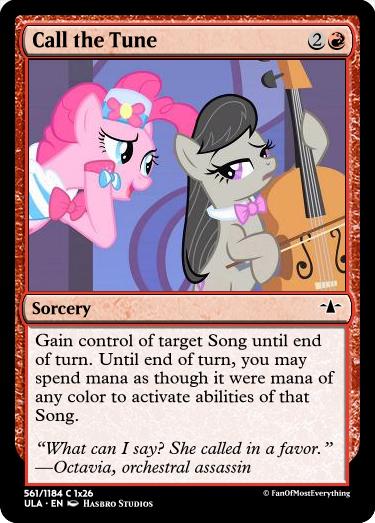 Call the Tune 2
Sorcery
Gain control of target Song until end
of turn. Until end of turn, you may
spend mana as though it were mana of
any color to activate abilities of that
Song.
“What can I say? She called in a favor.”
—Octavia, orchestral assassin
561/1184 C 1x26
ULA • EN HASBRO STUDIOS
© FanOfMostEverything